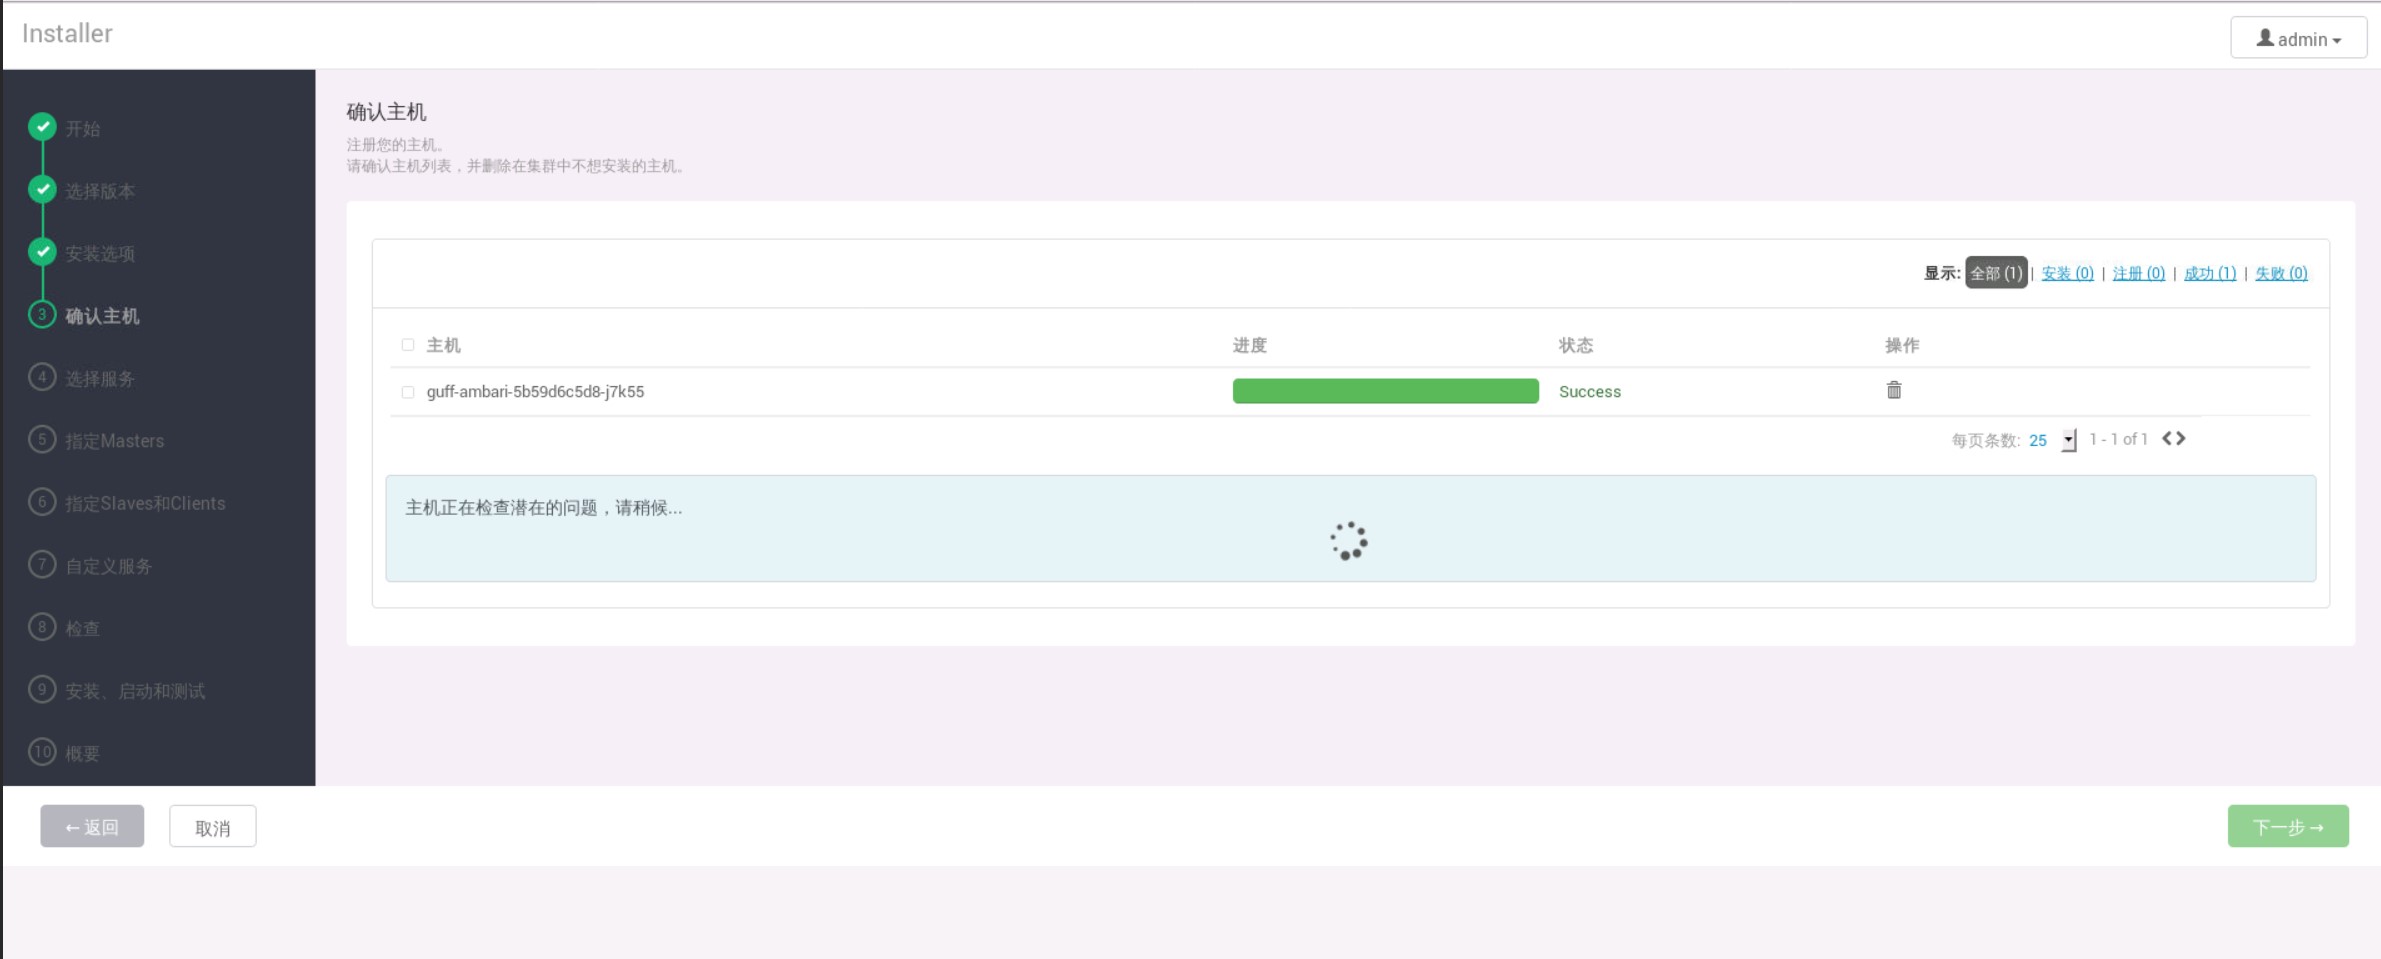 Installer
admin
开始
选择版本
安装选项
3 确认主机
4 选择服务
5 指定Masters
6 指定Slaves和Clients
7 自定义服务
8 检查
9 安装、启动和测试
10 概要
确认主机
注册您的主机。
请确认主机列表，并删除在集群中不想安装的主机。
显示: 全部 (1) | 安装 (0) | 注册 (0) | 成功 (1) | 失败 (0)
主机 进度 状态 操作
guff-ambari-5b59d6c5d8-j7k55 Success
每页条数: 25 1 - 1 of 1
主机正在检查潜在的问题，请稍候...
← 返回 取消 下一步 →